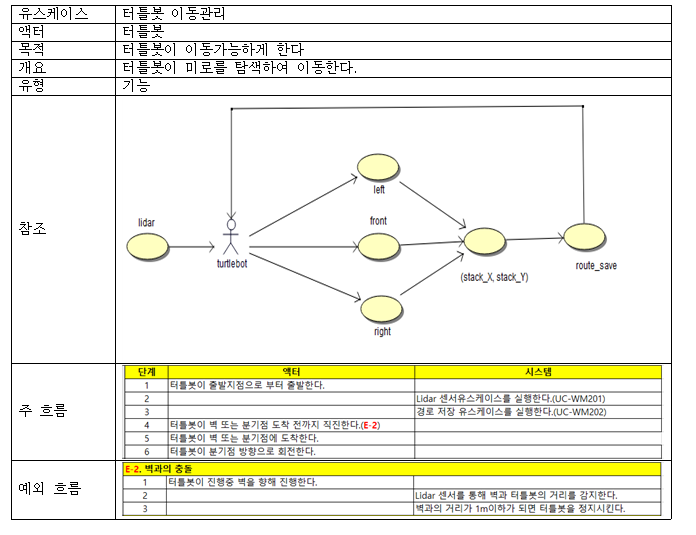 유스케이스 터틀봇 이동관리
액터 터틀봇
목적 터틀봇이 이동가능하게 한다
개요 터틀봇이 미로를 탐색하여 이동한다.
유형 기능
참조
left
lidar
front
turtlebot
(stack_X, stack_Y)
route_save
right
주 흐름
단계 액터 시스템
1 터틀봇이 출발지점으로 부터 출발한다.
2 Lidar 센서유스케이스를 실행한다.(UC-WM201)
3 경로 저장 유스케이스를 실행한다.(UC-WM202)
4 터틀봇이 벽 또는 분기점 도착 전까지 직진한다.(E-2)
5 터틀봇이 벽 또는 분기점에 도착한다.
6 터틀봇이 분기점 방향으로 회전한다.
예외 흐름
E-2. 벽과의 충돌
1 터틀봇이 진행중 벽을 향해 진행한다.
2 Lidar 센서를 통해 벽과 터틀봇의 거리를 감지한다.
3 벽과의 거리가 1m이하가 되면 터틀봇을 정지시킨다.